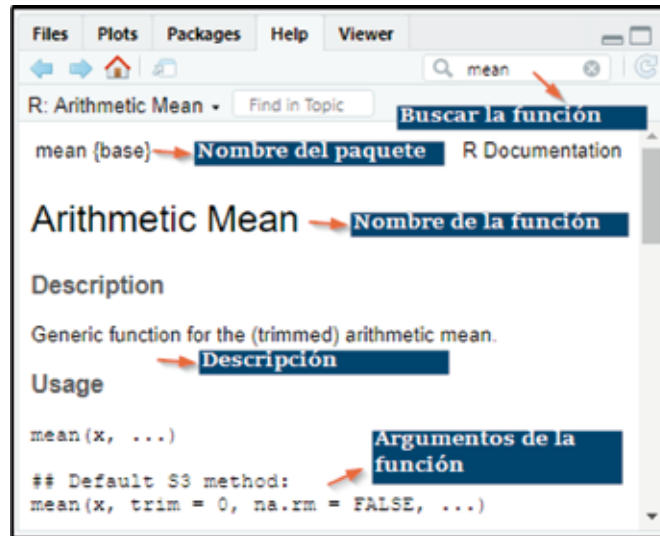 Files Plots Packages Help Viewer
mean
R: Arithmetic Mean Find in Topic
Buscar la función
mean {base} Nombre del paquete R Documentation
Arithmetic Mean Nombre de la función
Description
Generic function for the (trimmed) arithmetic mean.
Descripción
Usage
mean(x, ...)
Argumentos de la
función
## Default S3 method:
mean(x, trim = 0, na.rm = FALSE, ...)